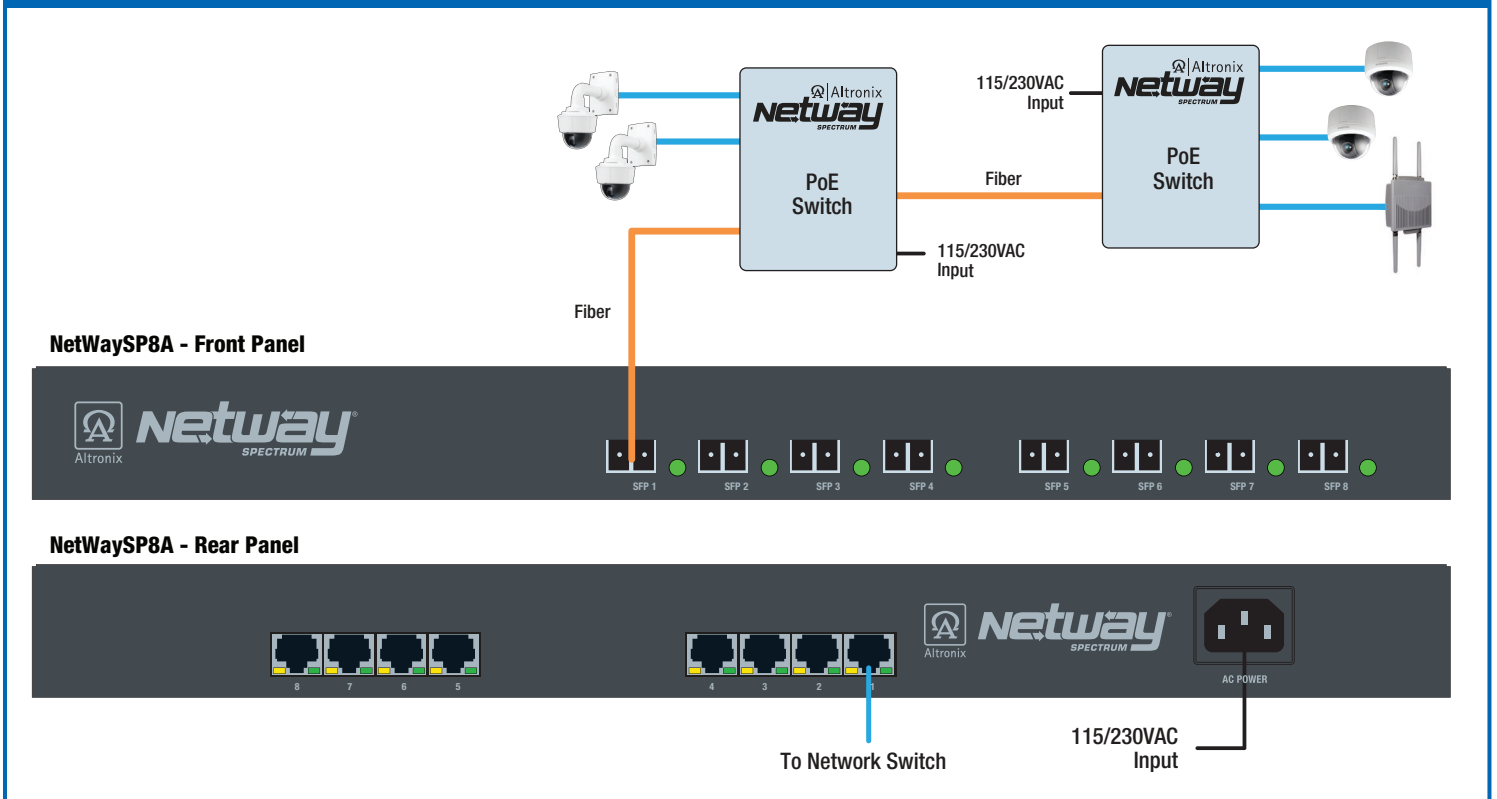 Altronix
Netway
SPECTRUM
PoE
Switch
115/230VAC
Input
Fiber
115/230VAC
Input
Altronix
Netway
SPECTRUM
PoE
Switch
Fiber
NetWaySP8A - Front Panel
Altronix
Netway®
SPECTRUM
SFP 1
SFP 2
SFP 3
SFP 4
SFP 5
SFP 6
SFP 7
SFP 8
NetWaySP8A - Rear Panel
8
7
6
5
4
3
2
1
Altronix
Netway®
SPECTRUM
AC POWER
To Network Switch
115/230VAC
Input